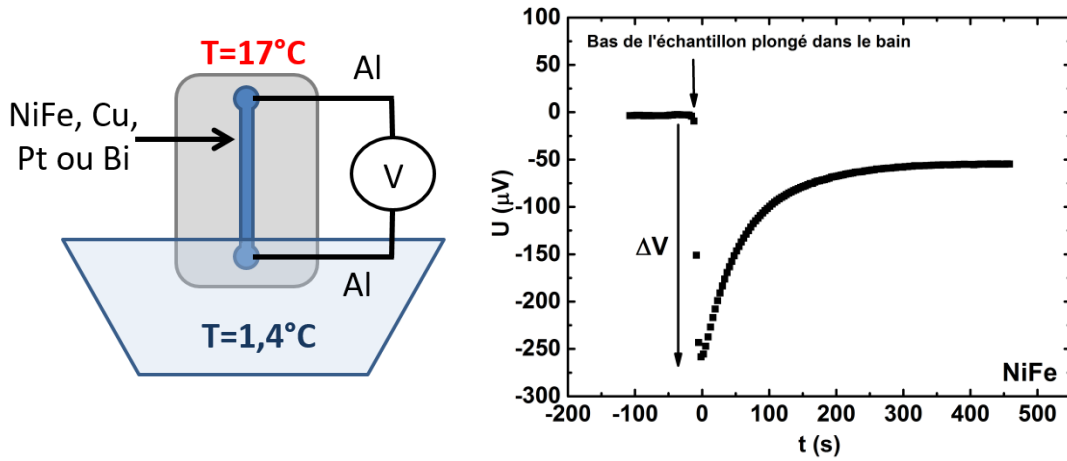 T=17°C
Al
NiFe, Cu,
Pt ou Bi
V
Al
T=1,4°C
100
50
0
-50
-100
-150
-200
-250
-300
U (µV)
Bas de l'échantillon plongé dans le bain
ΔV
NiFe
-200 -100 0 100 200 300 400 500
t (s)